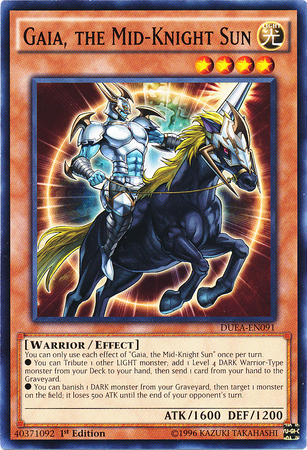 Gaia, the Mid-Knight Sun
LIGHT
光
DUEA-EN091
[Warrior / Effect]
You can only use each effect of "Gaia, the Mid-Knight Sun" once per turn.
●You can Tribute 1 other LIGHT monster; add 1 Level 4 DARK Warrior-Type
monster from your Deck to your hand, then send 1 card from your hand to the
Graveyard.
●You can banish 1 DARK monster from your Graveyard, then target 1 monster
on the field; it loses 500 ATK until the end of your opponent's turn.
ATK/1600 DEF/1200
40371092 1st Edition ©1996 KAZUKI TAKAHASHI